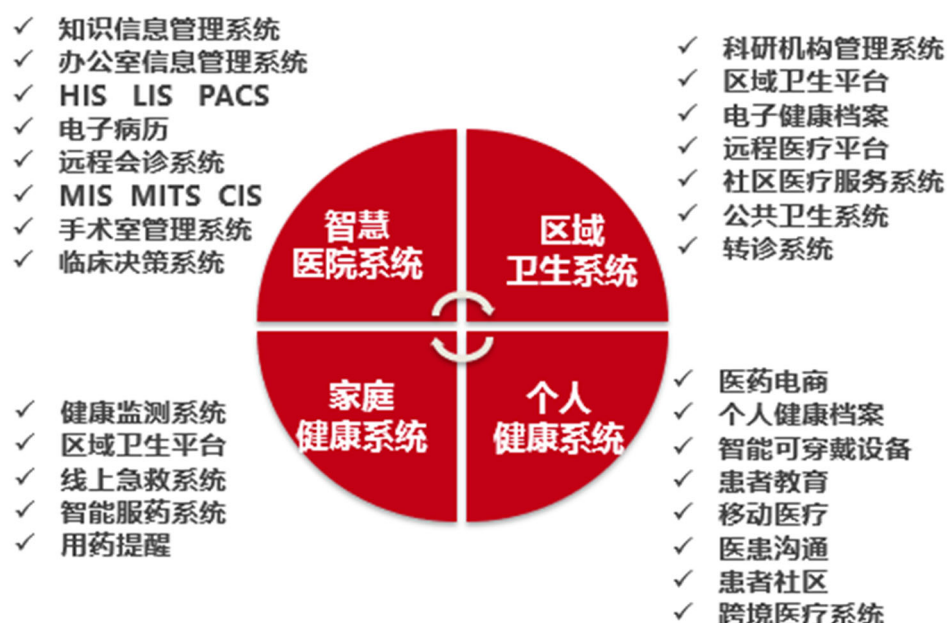 知识信息管理系统
办公室信息管理系统
HIS LIS PACS
电子病历
远程会诊系统
MIS MITS CIS
手术室管理系统
临床决策系统
科研机构管理系统
区域卫生平台
电子健康档案
远程医疗平台
社区医疗服务系统
公共卫生系统
转诊系统
智慧
医院系统
区域
卫生系统
家庭
健康系统
个人
健康系统
健康监测系统
区域卫生平台
线上急救系统
智能服药系统
用药提醒
医药电商
个人健康档案
智能可穿戴设备
患者教育
移动医疗
医患沟通
患者社区
跨境医疗系统